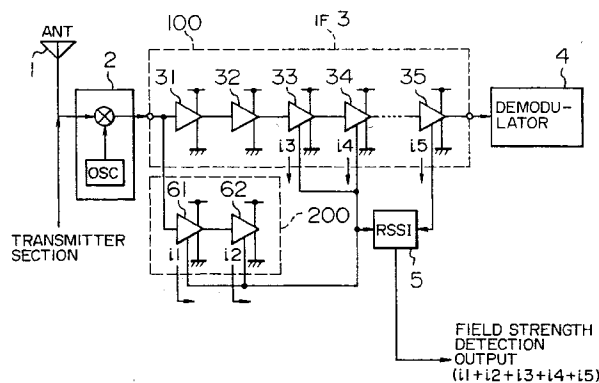 ANT
1
2
OSC
TRANSMITTER
SECTION
100
IF 3
31
32
33
34
35
i3
i4
i5
4
DEMODU-
LATOR
61
62
200
i1
i2
RSSI
5
FIELD STRENGTH
DETECTION
OUTPUT
(i1+i2+i3+i4+i5)